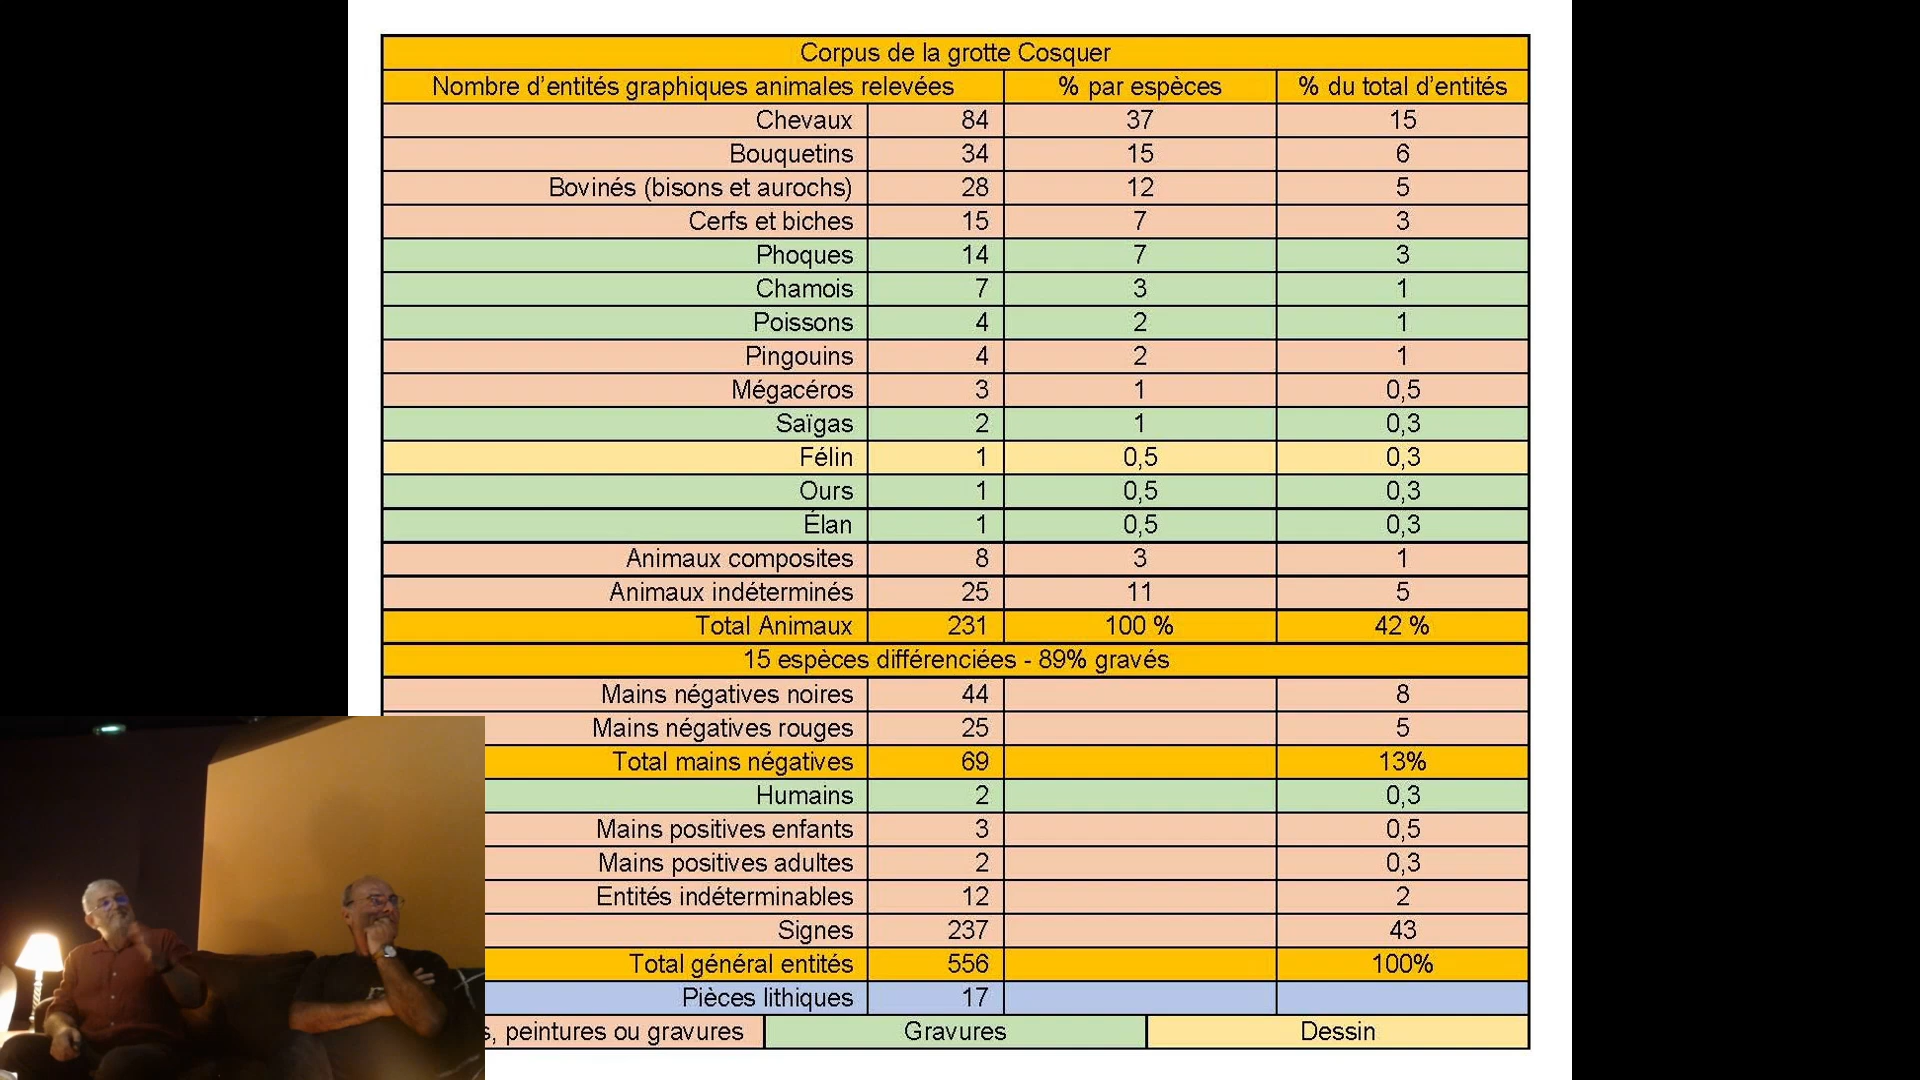 Corpus de la grotte Cosquer
Nombre d’entités graphiques animales relevées % par espèces % du total d’entités
Chevaux 84 37 15
Bouquetins 34 15 6
Bovinés (bisons et aurochs) 28 12 5
Cerfs et biches 15 7 3
Phoques 14 7 3
Chamois 7 3 1
Poissons 4 2 1
Pingouins 4 2 1
Mégacéros 3 1 0,5
Saïgas 2 1 0,3
Félin 1 0,5 0,3
Ours 1 0,5 0,3
Élan 1 0,5 0,3
Animaux composites 8 3 1
Animaux indéterminés 25 11 5
Total Animaux 231 100 % 42 %
15 espèces différenciées - 89% gravés
Mains négatives noires 44 8
Mains négatives rouges 25 5
Total mains négatives 69 13%
Humains 2 0,3
Mains positives enfants 3 0,5
Mains positives adultes 2 0,3
Entités indéterminables 12 2
Signes 237 43
Total général entités 556 100%
Pièces lithiques 17
, peintures ou gravures Gravures Dessin